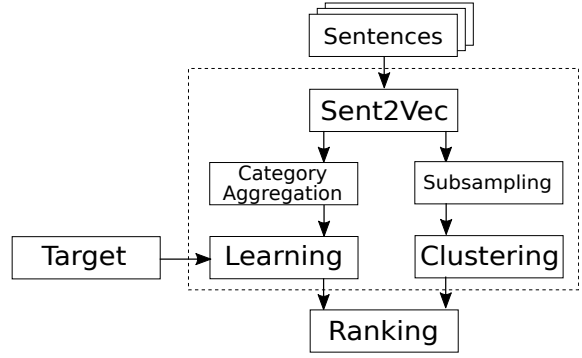 Sentences
Sent2Vec
Category
Aggregation
Subsampling
Target
Learning
Clustering
Ranking